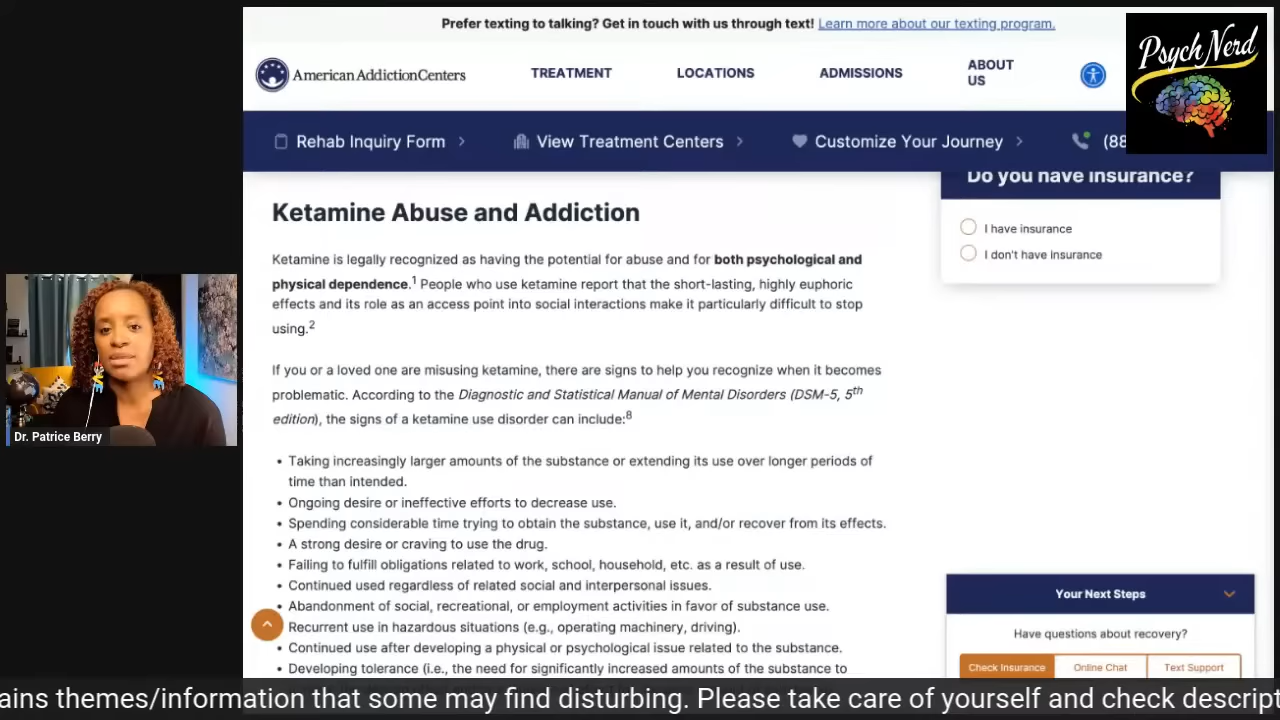 Prefer texting to talking? Get in touch with us through text! Learn more about our texting program.
American Addiction Centers
TREATMENT
LOCATIONS
ADMISSIONS
ABOUT
US
PsychNerd
Rehab Inquiry Form
View Treatment Centers
Customize Your Journey
(88
Do you have insurance?
I have insurance
I don't have insurance
Ketamine Abuse and Addiction
Ketamine is legally recognized as having the potential for abuse and for both psychological and
physical dependence.1 People who use ketamine report that the short-lasting, highly euphoric
effects and its role as an access point into social interactions make it particularly difficult to stop
using.2
If you or a loved one are misusing ketamine, there are signs to help you recognize when it becomes
problematic. According to the Diagnostic and Statistical Manual of Mental Disorders (DSM-5, 5th
edition), the signs of a ketamine use disorder can include:8
• Taking increasingly larger amounts of the substance or extending its use over longer periods of
time than intended.
• Ongoing desire or ineffective efforts to decrease use.
• Spending considerable time trying to obtain the substance, use it, and/or recover from its effects.
• A strong desire or craving to use the drug.
• Failing to fulfill obligations related to work, school, household, etc. as a result of use.
• Continued used regardless of related social and interpersonal issues.
• Abandonment of social, recreational, or employment activities in favor of substance use.
Recurrent use in hazardous situations (e.g., operating machinery, driving).
• Continued use after developing a physical or psychological issue related to the substance.
• Developing tolerance (i.e., the need for significantly increased amounts of the substance to
Your Next Steps
Have questions about recovery?
Check Insurance
Online Chat
Text Support
Dr. Patrice Berry
ains themes/information that some may find disturbing. Please take care of yourself and check descript